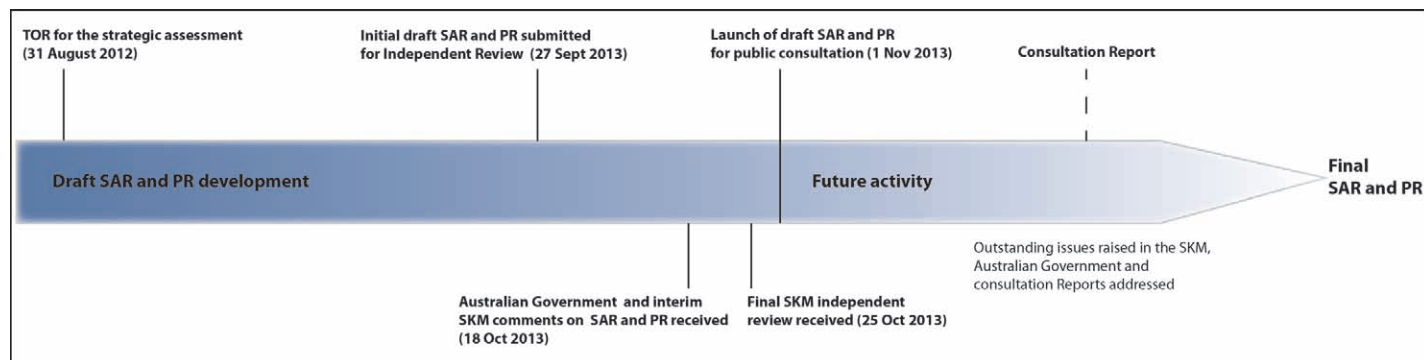 TOR for the strategic assessment
(31 August 2012)
Initial draft SAR and PR submitted
for Independent Review (27 Sept 2013)
Launch of draft SAR and PR
for public consultation (1 Nov 2013)
Consultation Report
Draft SAR and PR development
Future activity
Final
SAR and PR
Australian Government and interim
SKM comments on SAR and PR received
(18 Oct 2013)
Final SKM independent
review received (25 Oct 2013)
Outstanding issues raised in the SKM,
Australian Government and
consultation Reports addressed